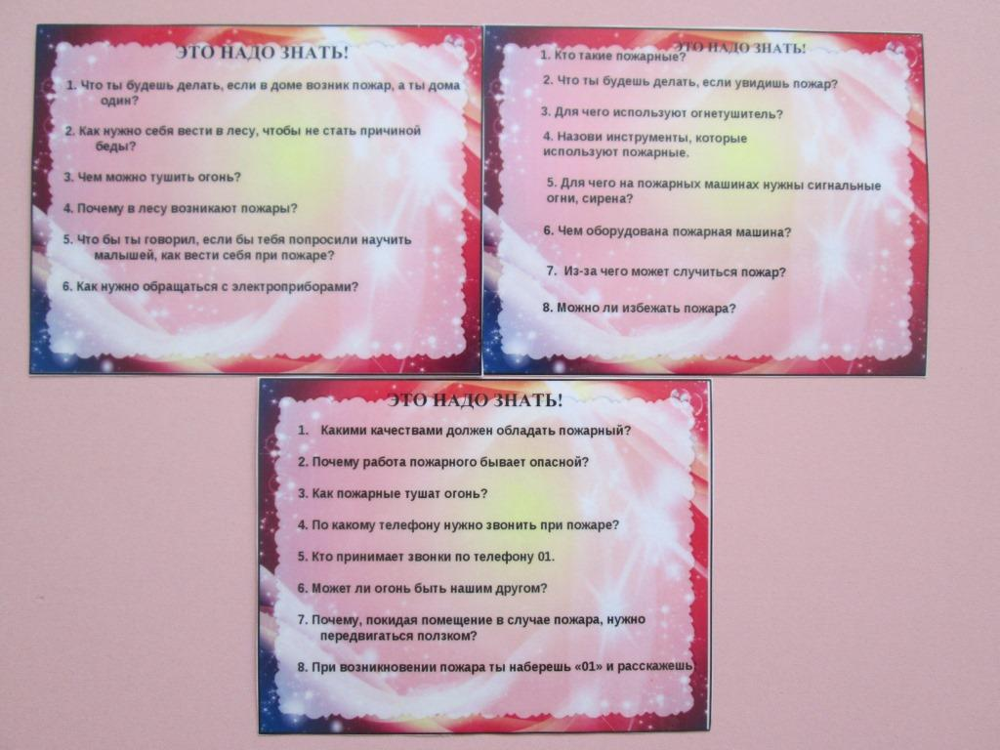 ЭТО НАДО ЗНАТЬ!
1. Что ты будешь делать, если в доме возник пожар, а ты дома
один?
2. Как нужно себя вести в лесу, чтобы не стать причиной
беды?
3. Чем можно тушить огонь?
4. Почему в лесу возникают пожары?
5. Что бы ты говорил, если бы тебя попросили научить
малышей, как вести себя при пожаре?
6. Как нужно обращаться с электроприборами?
ЭТО НАДО ЗНАТЬ!
1. Кто такие пожарные?
2. Что ты будешь делать, если увидишь пожар?
3. Для чего используют огнетушитель?
4. Назови инструменты, которые
используют пожарные.
5. Для чего на пожарных машинах нужны сигнальные
огни, сирена?
6. Чем оборудована пожарная машина?
7. Из-за чего может случиться пожар?
8. Можно ли избежать пожара?
ЭТО НАДО ЗНАТЬ!
1. Какими качествами должен обладать пожарный?
2. Почему работа пожарного бывает опасной?
3. Как пожарные тушат огонь?
4. По какому телефону нужно звонить при пожаре?
5. Кто принимает звонки по телефону 01.
6. Может ли огонь быть нашим другом?
7. Почему, покидая помещение в случае пожара, нужно
передвигаться ползком?
8. При возникновении пожара ты наберешь «01» и расскажешь